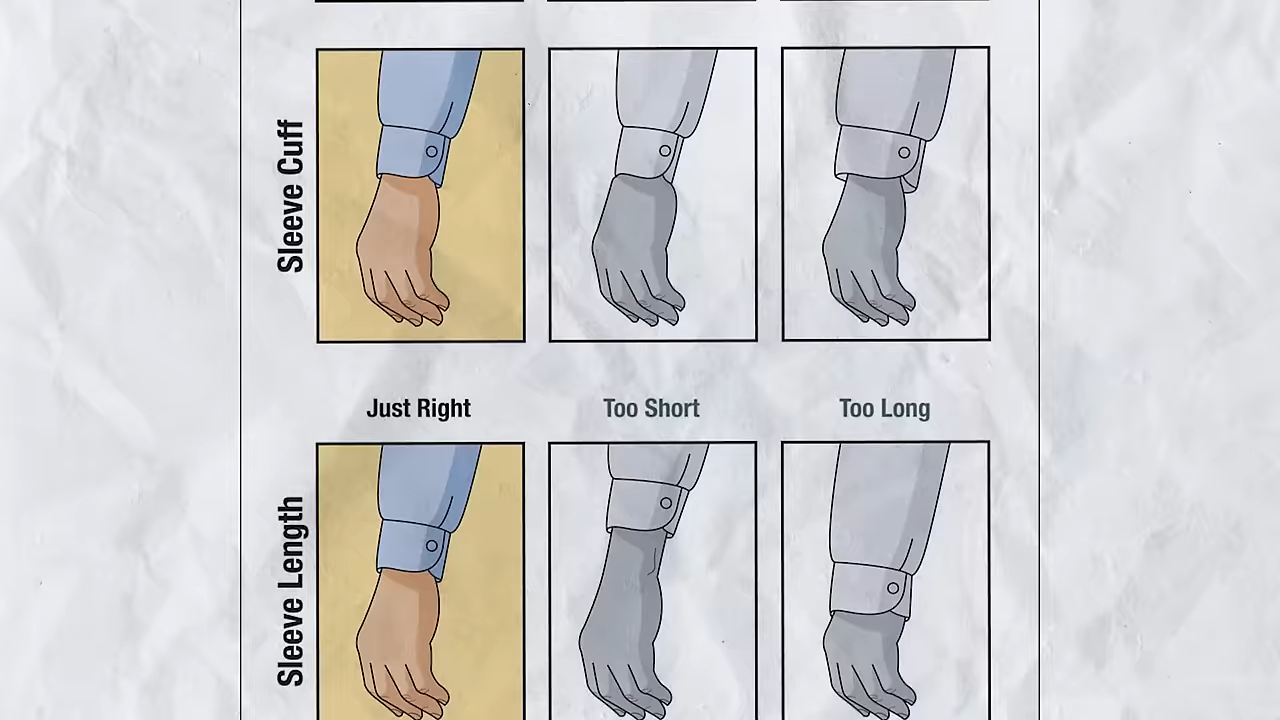 Sleeve Cuff
Just Right
Too Short
Too Long
Sleeve Length